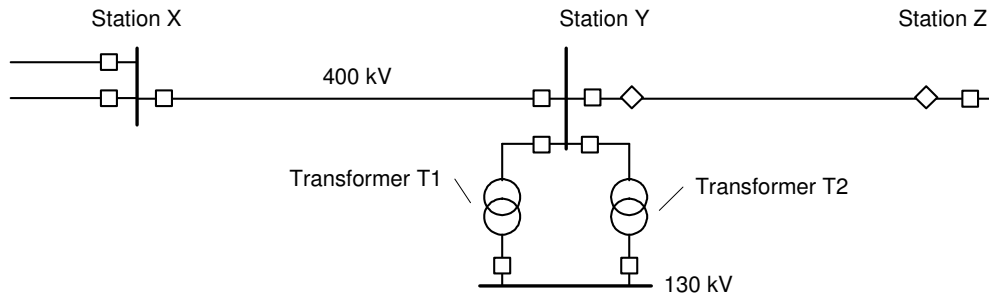 Station X
Station Y
Station Z
400 kV
Transformer T1
Transformer T2
130 kV